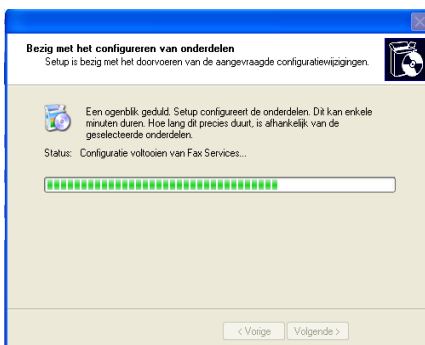 Bezig met het configureren van onderdelen
Setup is bezig met het doorvoeren van de aangevraagde configuratiewijzigingen.
Een ogenblik geduld. Setup configureert de onderdelen. Dit kan enkele
minuten duren. Hoe lang dit precies duurt, is afhankelijk van de
geselecteerde onderdelen.
Status: Configuratie voltooien van Fax Services...
< Vorige Volgende >